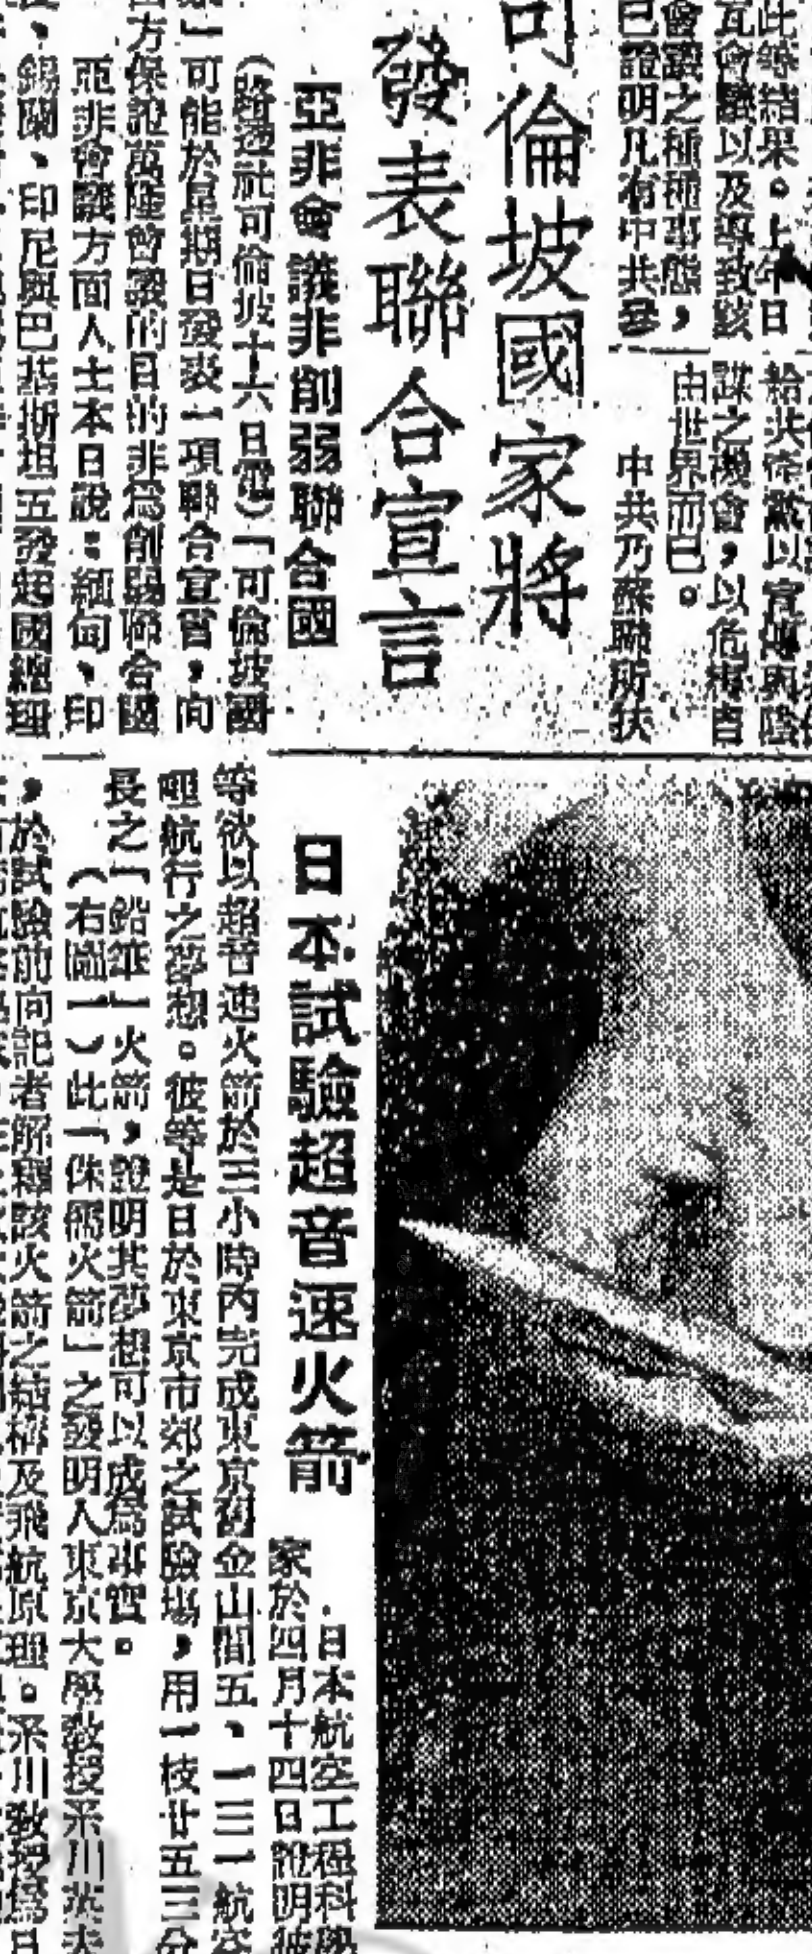 此等結果。上年日
瓦會議以及導致該
會議之種種事態，
已證明凡有中共參
給共帝戲以宣傳與陰
謀之機會，以危害自
由世界而已。
中共乃蘇聯所扶
可倫坡國家將
發表聯合宣言
亞非會議非削弱聯合國
（路透社可倫坡十六日電）「可倫坡國
」可能於星期日發表一項聯合宣言，向
方保證萬隆會議的目的非為削弱聯合國
亞非會議方面人士本日說：緬甸、印
、錫蘭、印尼與巴基斯坦五發起國總理
日本試驗超音速火箭
日本航空工程科學
家於四月十四日證明彼
等欲以超音速火箭於三小時內完成東京舊金山間五、一三一航空
哩航行之夢想。彼等是日於東京市郊之試驗場，用一枝廿五三分
長之「鉛筆」火箭，證明其夢想可以成為事實。
（右圖一）此一「侏儒火箭」之發明人東京大學教授糸川英夫
，於試驗前向記者解釋該火箭之結構及飛航原理。糸川教授為日